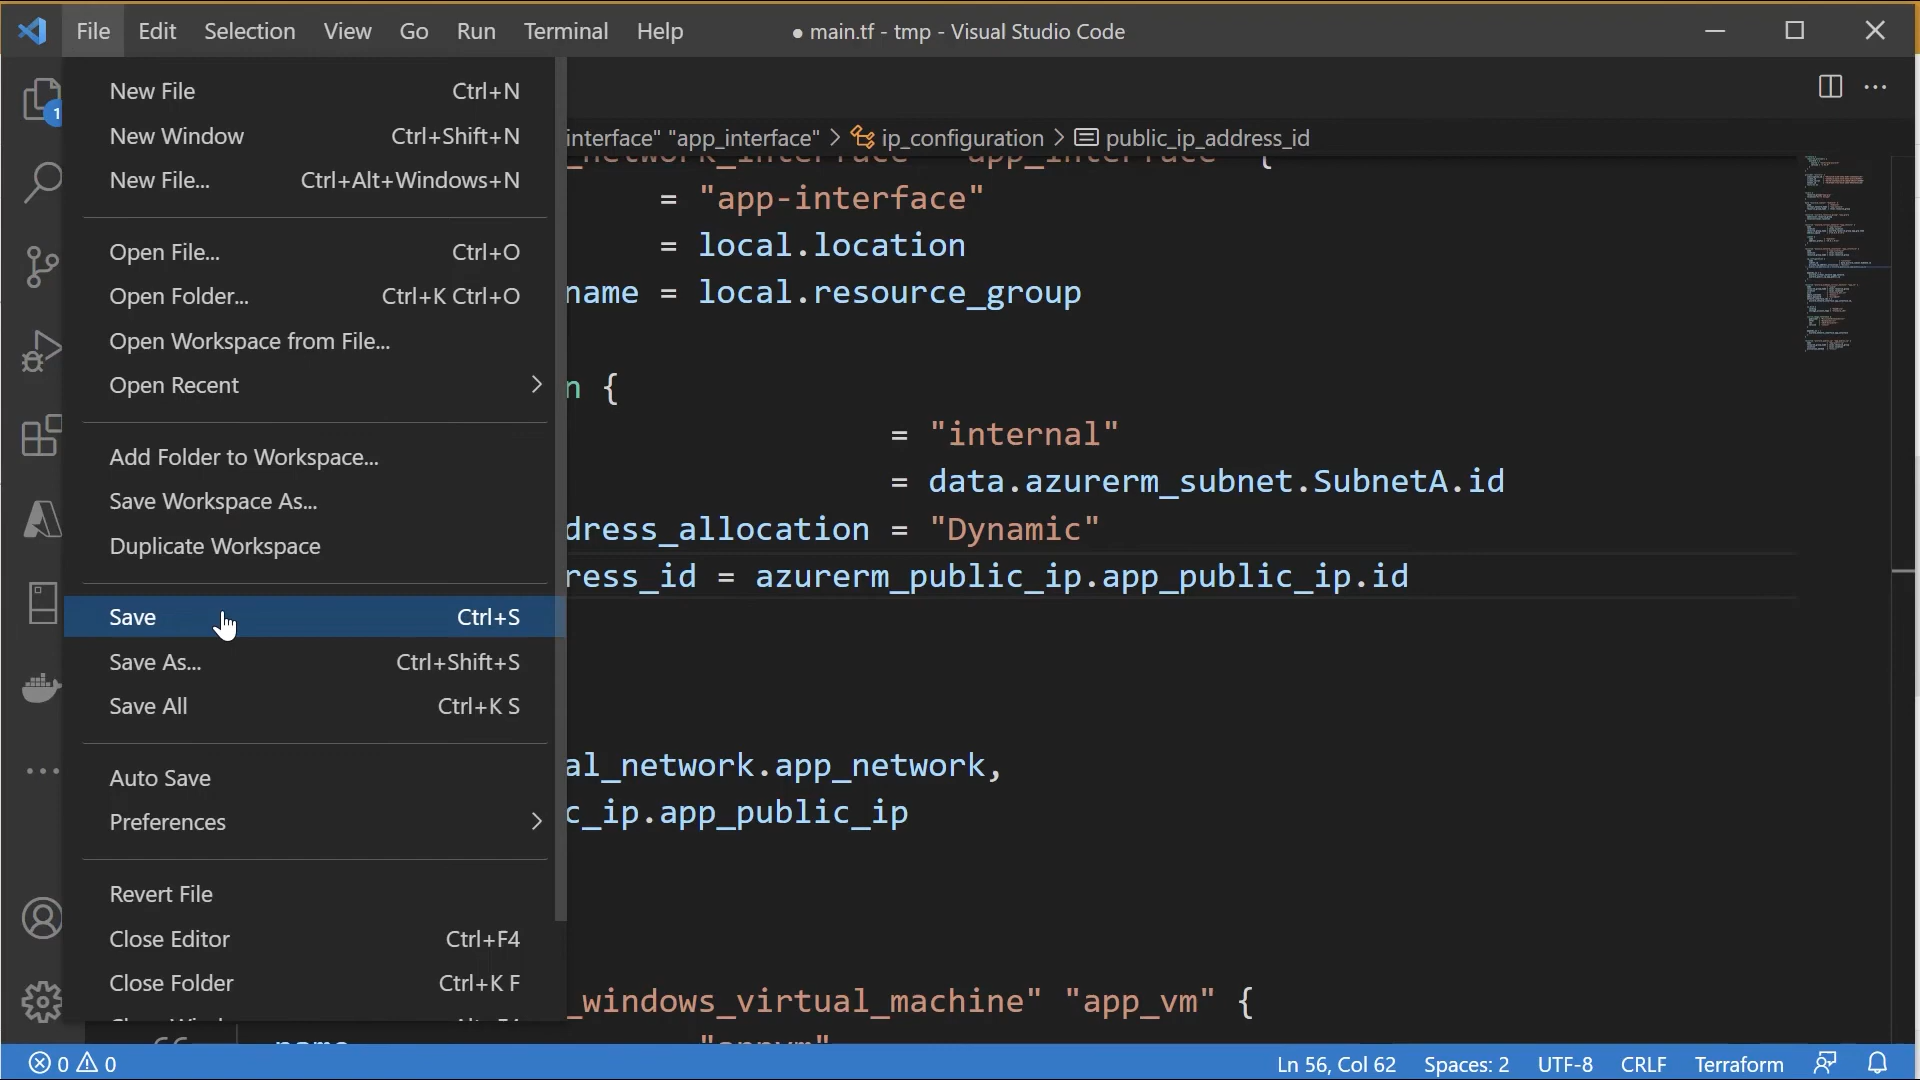 File Edit Selection View Go Run Terminal Help ● main.tf - tmp - Visual Studio Code
New File Ctrl+N
New Window Ctrl+Shift+N
New File... Ctrl+Alt+Windows+N
Open File... Ctrl+O
Open Folder... Ctrl+K Ctrl+O
Open Workspace from File...
Open Recent
Add Folder to Workspace...
Save Workspace As...
Duplicate Workspace
Save Ctrl+S
Save As... Ctrl+Shift+S
Save All Ctrl+K S
Auto Save
Preferences
Revert File
Close Editor Ctrl+F4
Close Folder Ctrl+K F
1
interface" "app_interface" > ip_configuration > public_ip_address_id
_network_interface" "app_interface" {
= "app-interface"
= local.location
name = local.resource_group
n {
= "internal"
= data.azurerm_subnet.SubnetA.id
dress_allocation = "Dynamic"
ress_id = azurerm_public_ip.app_public_ip.id
al_network.app_network,
c_ip.app_public_ip
_windows_virtual_machine" "app_vm" {
0 0 Ln 56, Col 62 Spaces: 2 UTF-8 CRLF Terraform